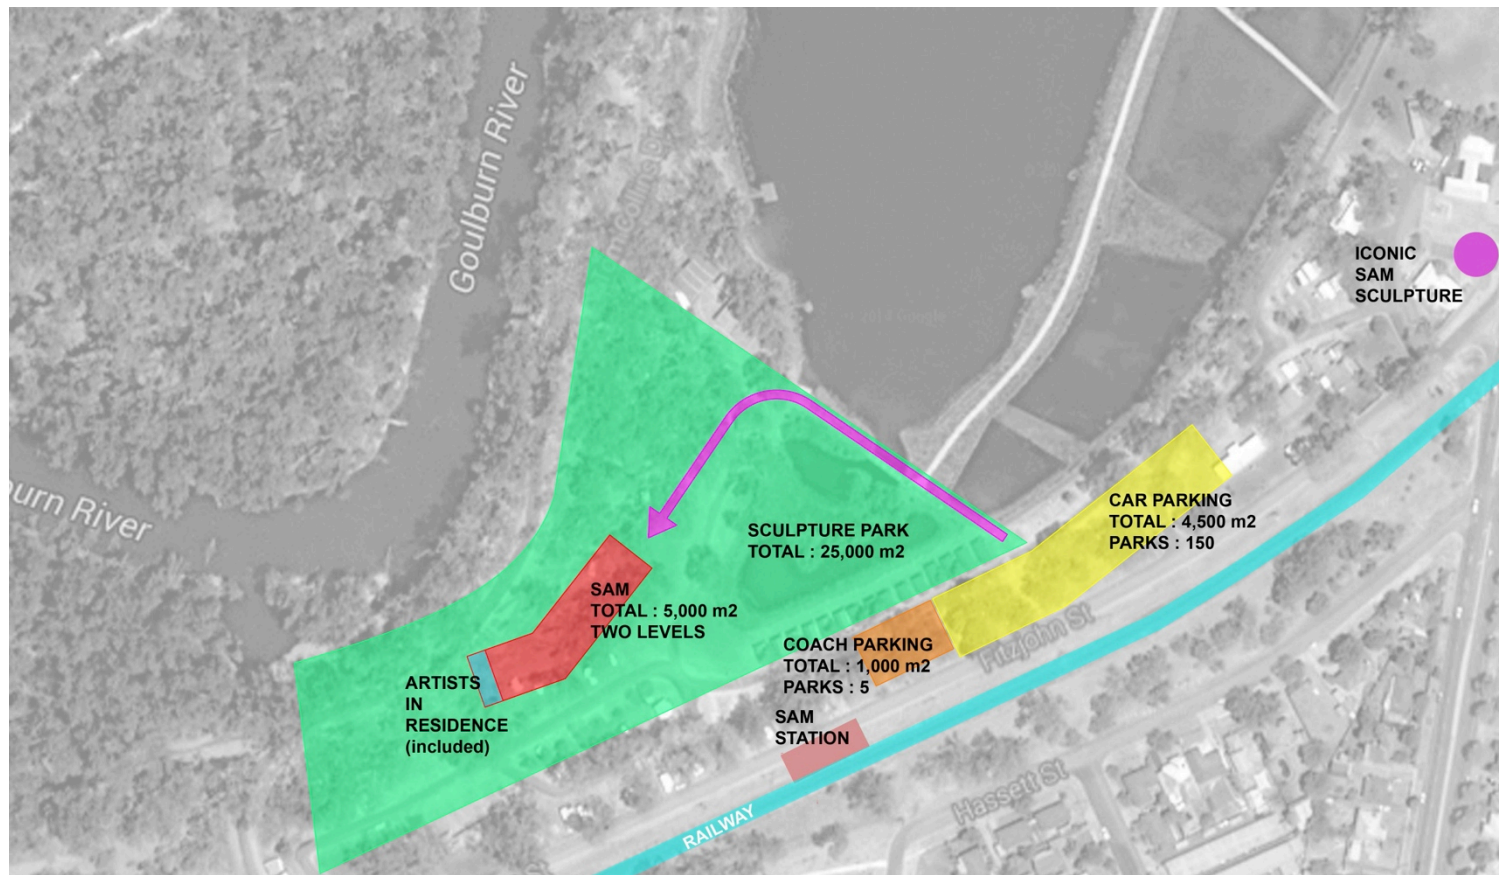 Goulburn River
burn River
ICONIC
SAM
SCULPTURE
CAR PARKING
TOTAL : 4,500 m2
PARKS : 150
SCULPTURE PARK
TOTAL : 25,000 m2
SAM
TOTAL : 5,000 m2
TWO LEVELS
COACH PARKING
TOTAL : 1,000 m2
PARKS : 5
Fitzjohn St
ARTISTS
IN
RESIDENCE
(included)
SAM
STATION
Hassett St
RAILWAY